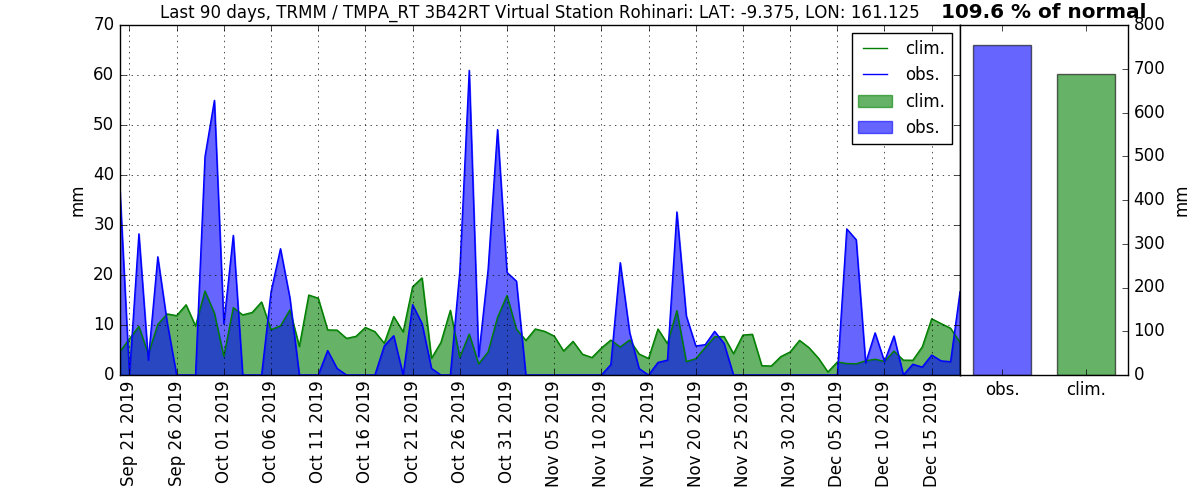 Last 90 days, TRMM / TMPA_RT 3B42RT Virtual Station Rohinari: LAT: -9.375, LON: 161.125
109.6 % of normal
70
60
50
40
30
20
10
0
mm
clim.
obs.
clim.
obs.
800
700
600
500
400
300
200
100
0
mm
obs.
clim.
Sep 21 2019
Sep 26 2019
Oct 01 2019
Oct 06 2019
Oct 11 2019
Oct 16 2019
Oct 21 2019
Oct 26 2019
Oct 31 2019
Nov 05 2019
Nov 10 2019
Nov 15 2019
Nov 20 2019
Nov 25 2019
Nov 30 2019
Dec 05 2019
Dec 10 2019
Dec 15 2019